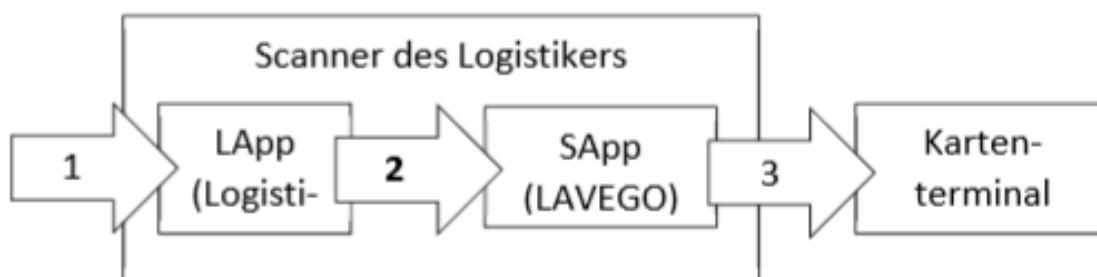 Scanner des Logistikers
1
LApp
(Logisti-
2
SApp
(LAVEGO)
3
Karten-
terminal